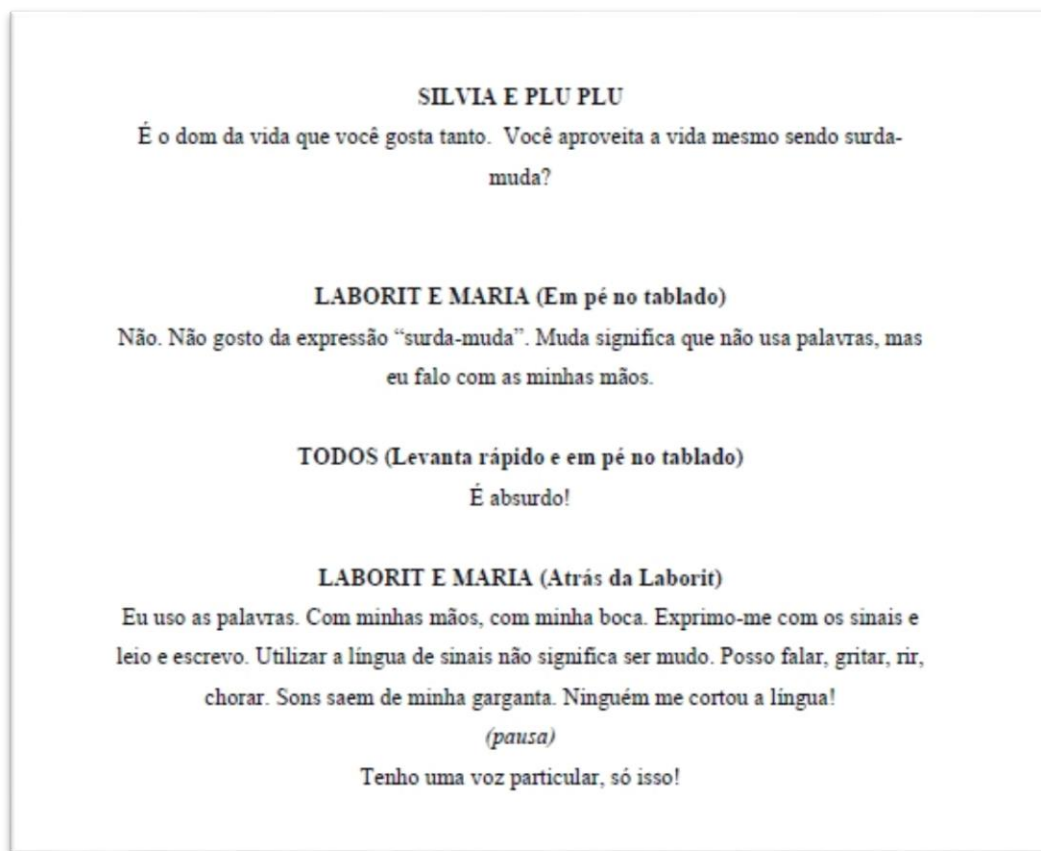 SILVIA E PLU PLU
É o dom da vida que você gosta tanto.  Você aproveita a vida mesmo sendo surda-
muda?
LABORIT E MARIA (Em pé no tablado)
Não. Não gosto da expressão “surda-muda”. Muda significa que não usa palavras, mas
eu falo com as minhas mãos.
TODOS (Levanta rápido e em pé no tablado)
É absurdo!
LABORIT E MARIA (Atrás da Laborit)
Eu uso as palavras. Com minhas mãos, com minha boca. Exprimo-me com os sinais e
leio e escrevo. Utilizar a língua de sinais não significa ser mudo. Posso falar, gritar, rir,
chorar. Sons saem de minha garganta. Ninguém me cortou a língua!
(pausa)
Tenho uma voz particular, só isso!